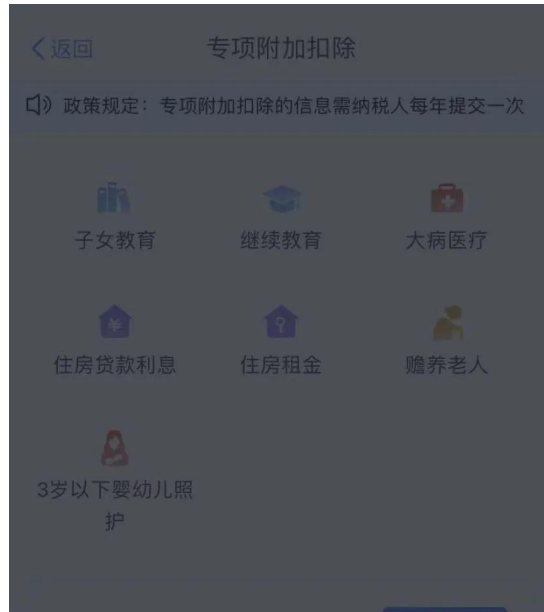 返回
专项附加扣除
政策规定：专项附加扣除的信息需纳税人每年提交一次
子女教育
继续教育
大病医疗
住房贷款利息
住房租金
赡养老人
3岁以下婴幼儿照
护